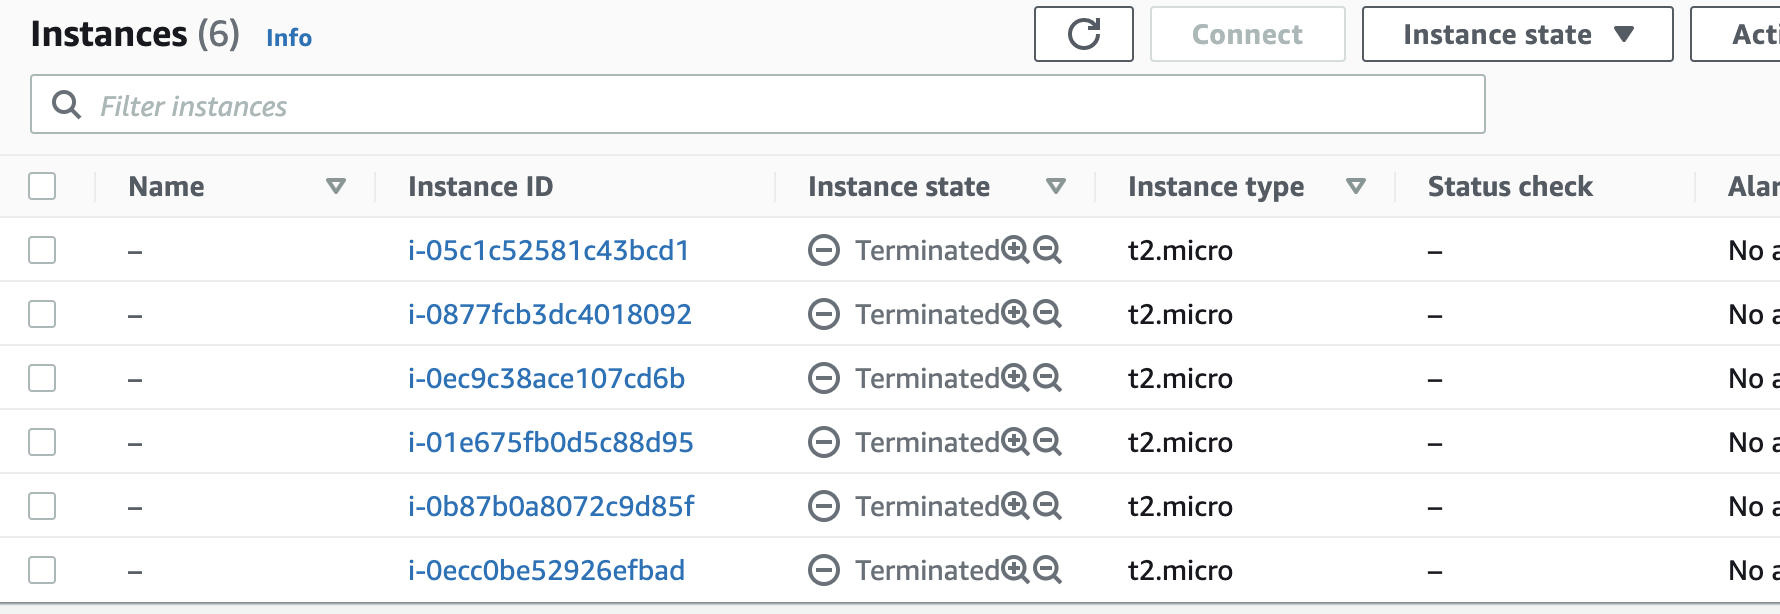 Instances (6) Info Connect Instance state
Filter instances
Name Instance ID Instance state Instance type Status check
– i-05c1c52581c43bcd1 Terminated t2.micro – No
– i-0877fcb3dc4018092 Terminated t2.micro – No
– i-0ec9c38ace107cd6b Terminated t2.micro – No
– i-01e675fb0d5c88d95 Terminated t2.micro – No
– i-0b87b0a8072c9d85f Terminated t2.micro – No
– i-0ecc0be52926efbad Terminated t2.micro – No